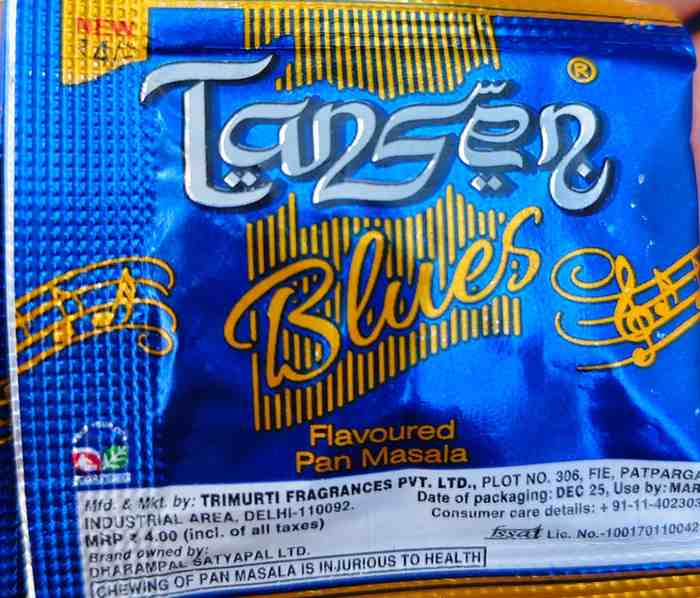 NEW
₹4/-
Tansen ®
Blues
Flavoured
Pan Masala
Mfd. & Mkt. by: TRIMURTI FRAGRANCES PVT. LTD., PLOT NO. 306, FIE, PATPARGA
INDUSTRIAL AREA, DELHI-110092.
Date of packaging: DEC 25, Use by: MAR
MRP ₹ 4.00 (incl. of all taxes)
Consumer care details: + 91-11-402303
Brand owned by:
fssai Lic. No.-100170110042
DHARAMPAL SATYAPAL LTD.
CHEWING OF PAN MASALA IS INJURIOUS TO HEALTH